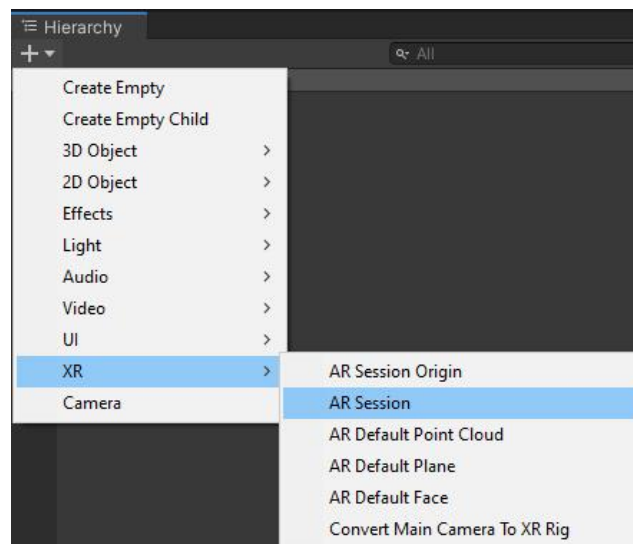 Hierarchy
All
Create Empty
Create Empty Child
3D Object
2D Object
Effects
Light
Audio
Video
UI
XR
Camera
AR Session Origin
AR Session
AR Default Point Cloud
AR Default Plane
AR Default Face
Convert Main Camera To XR Rig